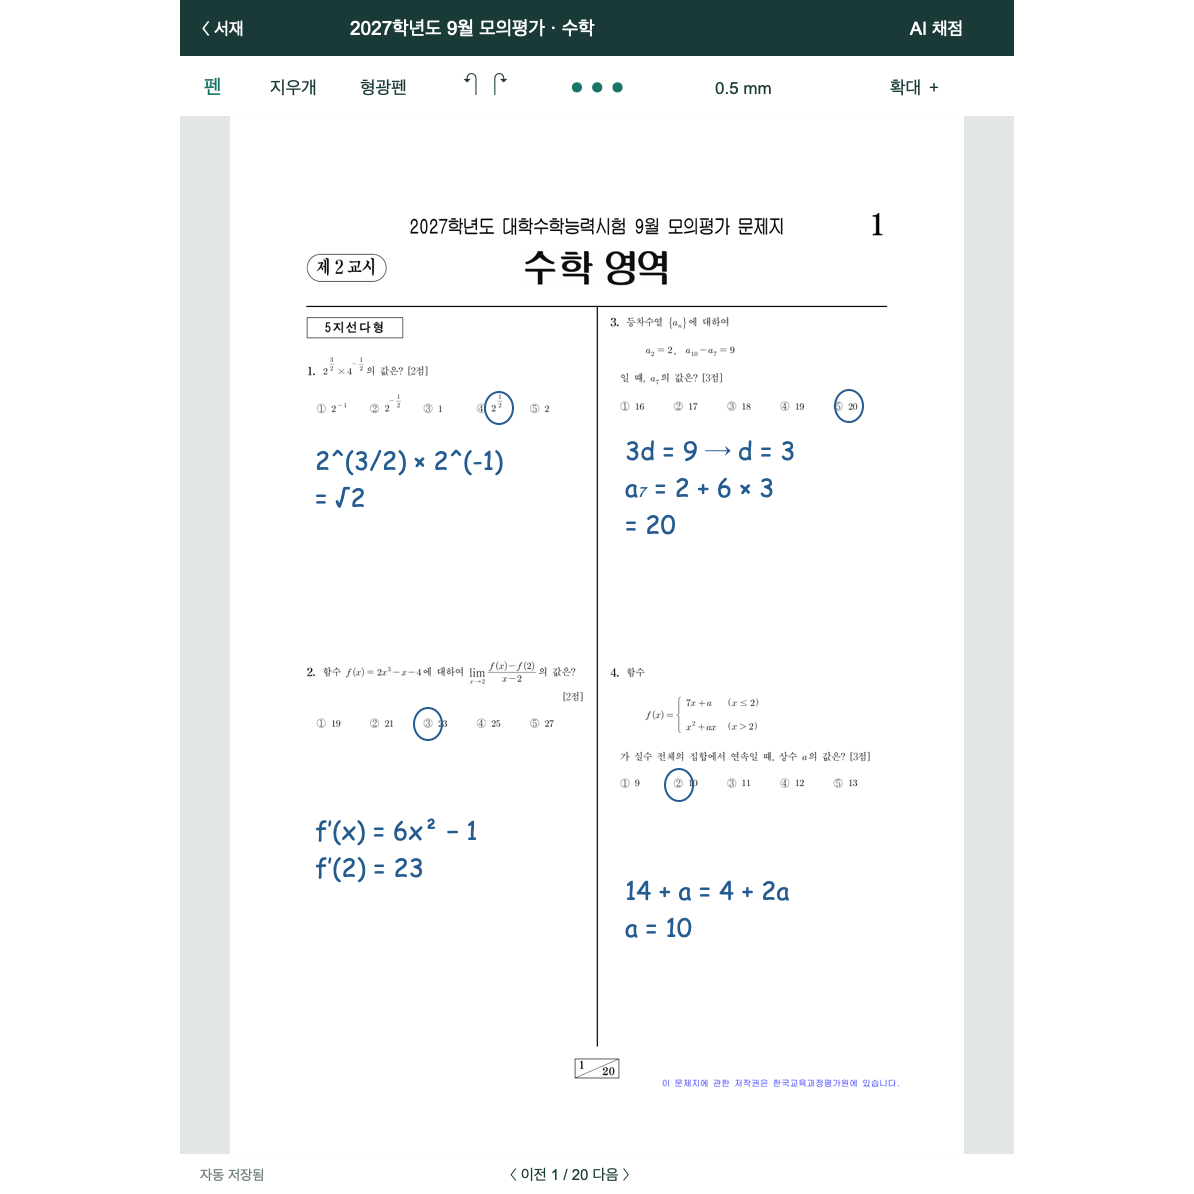 〈 서재
2027학년도 9월 모의평가 · 수학
AI 채점
펜 지우개 형광펜 0.5 mm 확대 +
2027학년도 대학수학능력시험 9월 모의평가 문제지
1
제 2 교시
수학 영역
5지선다형
1. 2^{3/2} × 4^{-1/2} 의 값은? [2점]
① 2^{-1} ② 2^{-1/2} ③ 1 ④ 2^{1/2} ⑤ 2
2^(3/2) × 2^(-1)
= √2
2. 함수 f(x) = 2x³ − x − 4에 대하여 lim_{x→2} (f(x) − f(2))/(x − 2) 의 값은?
[2점]
① 19 ② 21 ③ 23 ④ 25 ⑤ 27
f'(x) = 6x² − 1
f'(2) = 23
3. 등차수열 {aₙ}에 대하여
a₂ = 2, a₁₀ − a₇ = 9
일 때, a₇의 값은? [3점]
① 16 ② 17 ③ 18 ④ 19 ⑤ 20
3d = 9 → d = 3
a₇ = 2 + 6 × 3
= 20
4. 함수
f(x) = { 7x + a (x ≤ 2)
x² + ax (x > 2)
가 실수 전체의 집합에서 연속일 때, 상수 a의 값은? [3점]
① 9 ② 10 ③ 11 ④ 12 ⑤ 13
14 + a = 4 + 2a
a = 10
1 / 20
이 문제지에 관한 저작권은 한국교육과정평가원에 있습니다.
자동 저장됨
〈 이전 1 / 20 다음 〉